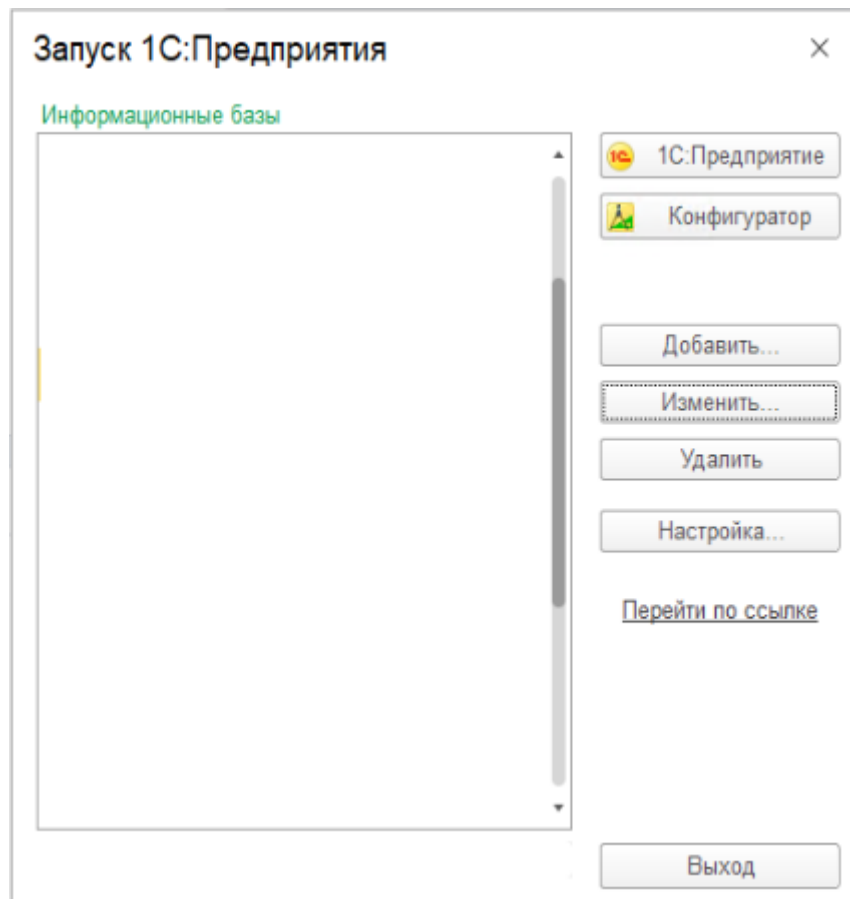 Запуск 1С:Предприятия
Информационные базы
1С:Предприятие
Конфигуратор
Добавить...
Изменить...
Удалить
Настройка...
Перейти по ссылке
Выход